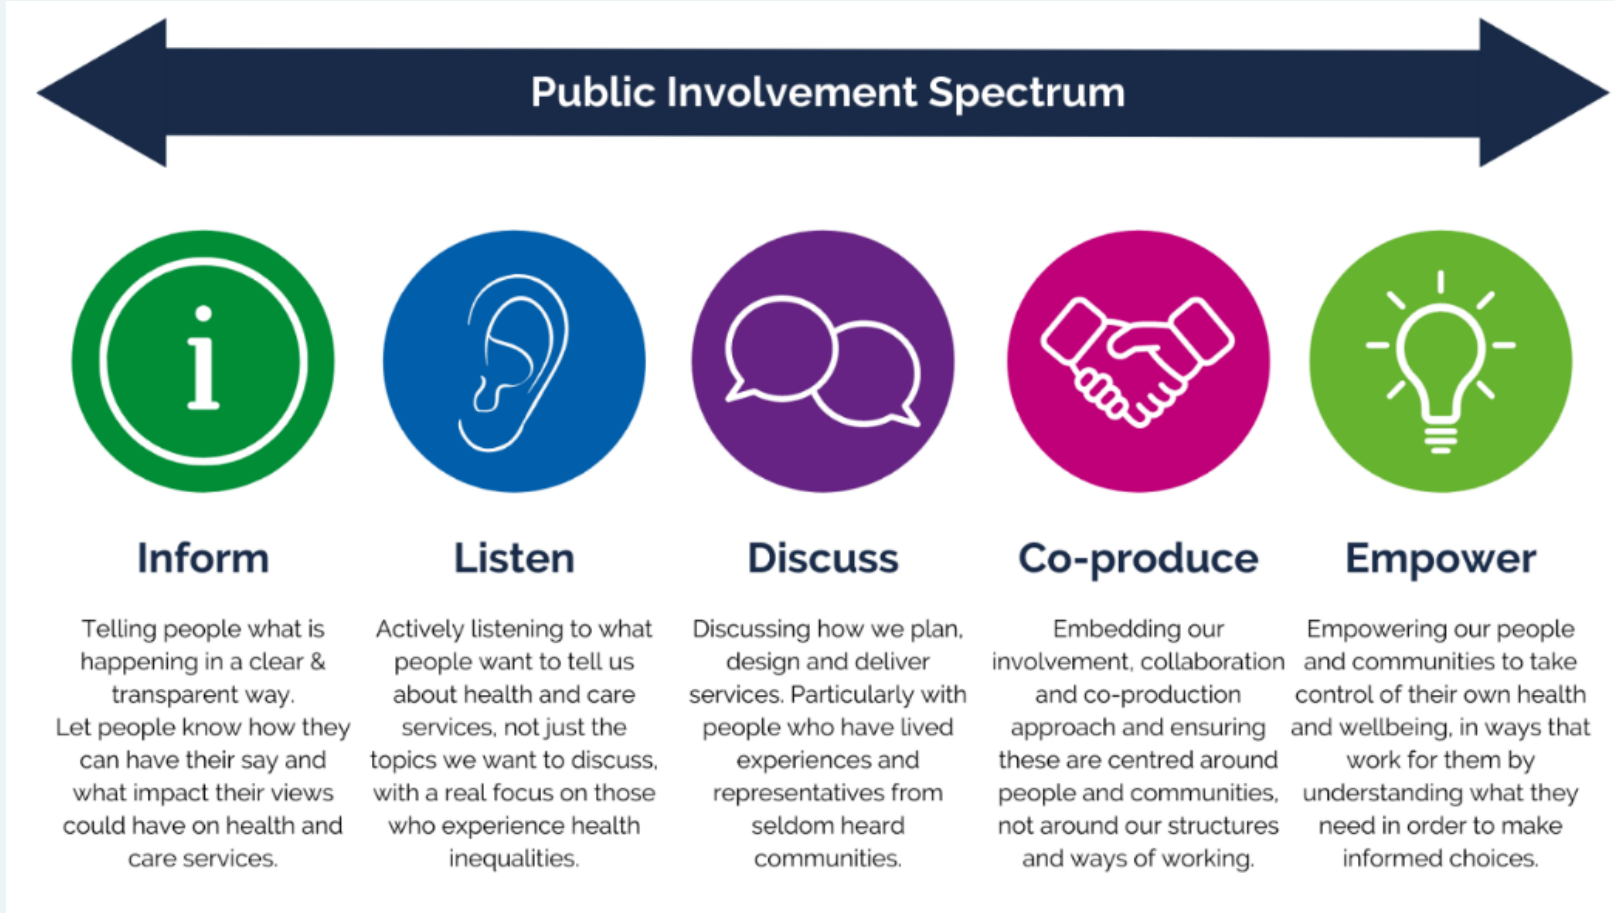 Public Involvement Spectrum
i
Inform
Telling people what is
happening in a clear &
transparent way.
Let people know how they
can have their say and
what impact their views
could have on health and
care services.
Listen
Actively listening to what
people want to tell us
about health and care
services, not just the
topics we want to discuss,
with a real focus on those
who experience health
inequalities.
Discuss
Discussing how we plan,
design and deliver
services. Particularly with
people who have lived
experiences and
representatives from
seldom heard
communities.
Co-produce
Embedding our
involvement, collaboration
and co-production
approach and ensuring
these are centred around
people and communities,
not around our structures
and ways of working.
Empower
Empowering our people
and communities to take
control of their own health
and wellbeing, in ways that
work for them by
understanding what they
need in order to make
informed choices.